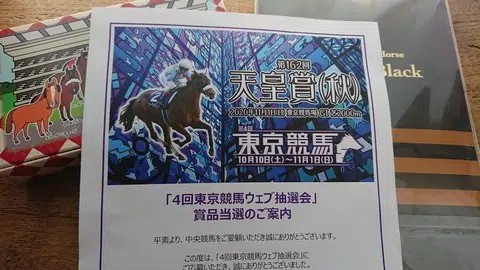 第162回
天皇賞(秋)
2020年11月1日(日)東京競馬場 GⅠ 2000m
第4回
東京競馬
10月10日(土)~11月1日(日)
orse
Black
「4回東京競馬ウェブ抽選会」
賞品当選のご案内
平素より、中央競馬をご愛顧いただき誠にありがとうございます。
この度は、「4回東京競馬ウェブ抽選会」に
ご応募いただき、誠にありがとうございました。